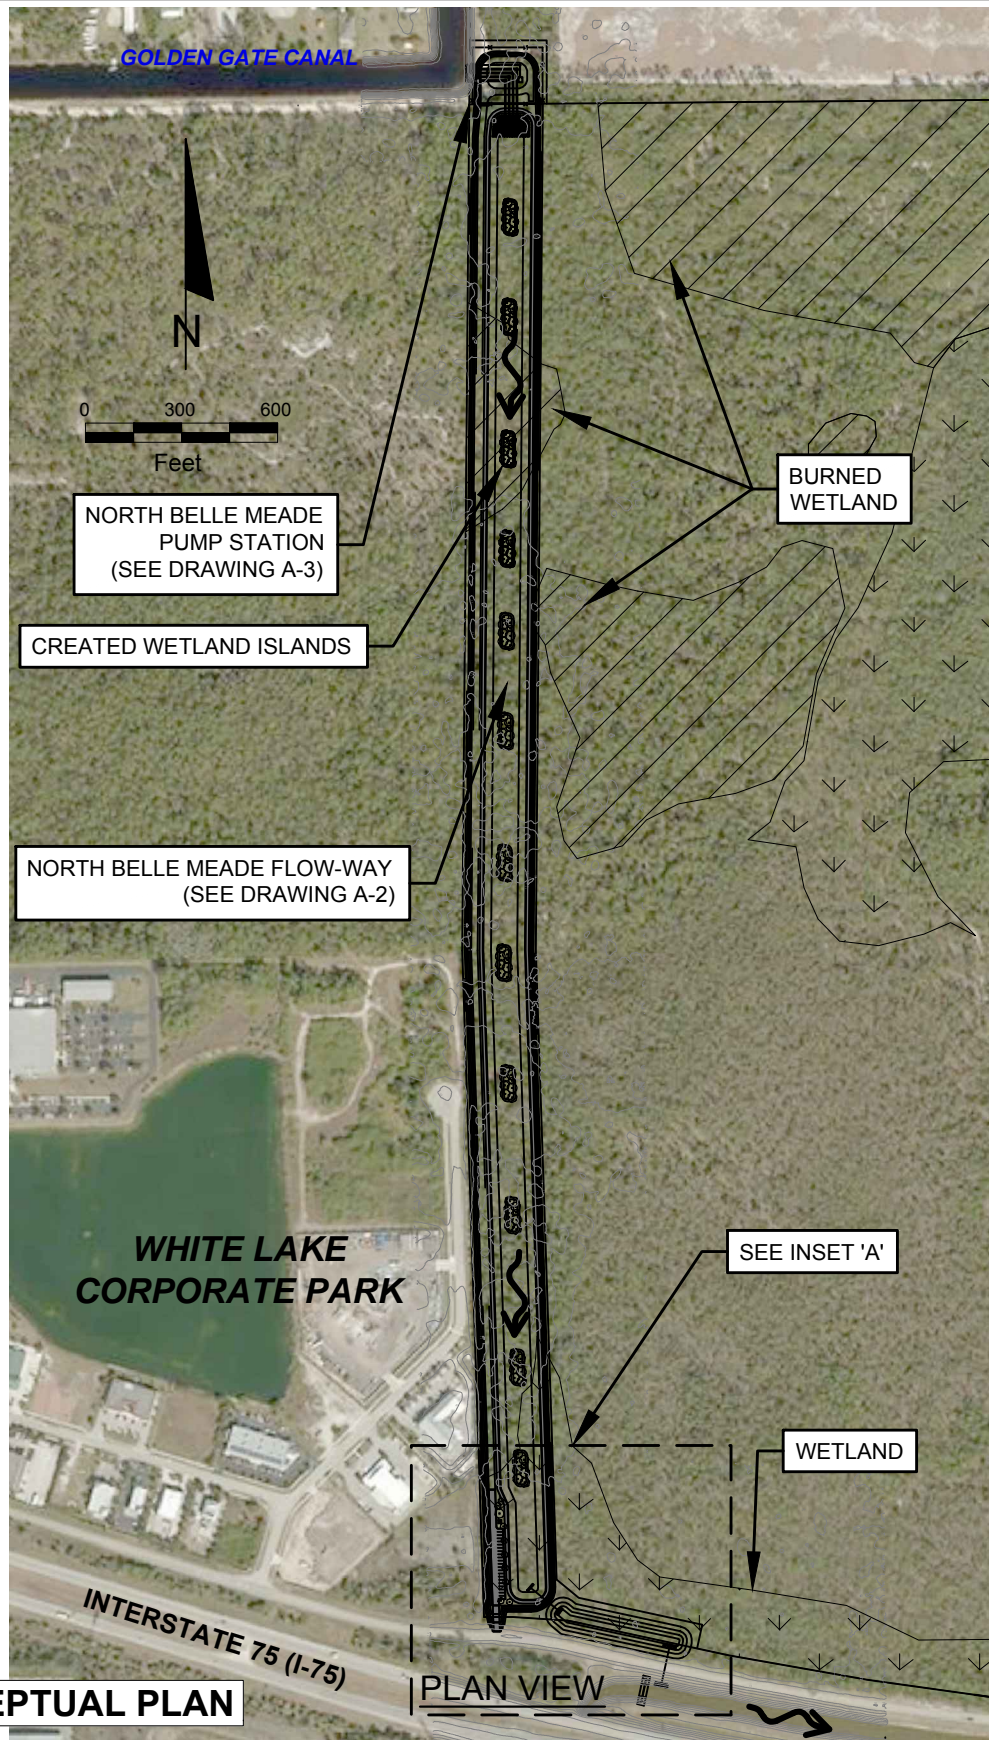 GOLDEN GATE CANAL
N
0 300 600
Feet
NORTH BELLE MEADE
PUMP STATION
(SEE DRAWING A-3)
BURNED
WETLAND
CREATED WETLAND ISLANDS
NORTH BELLE MEADE FLOW-WAY
(SEE DRAWING A-2)
WHITE LAKE
CORPORATE PARK
SEE INSET 'A'
WETLAND
INTERSTATE 75 (I-75)
PLAN VIEW
EPTUAL PLAN